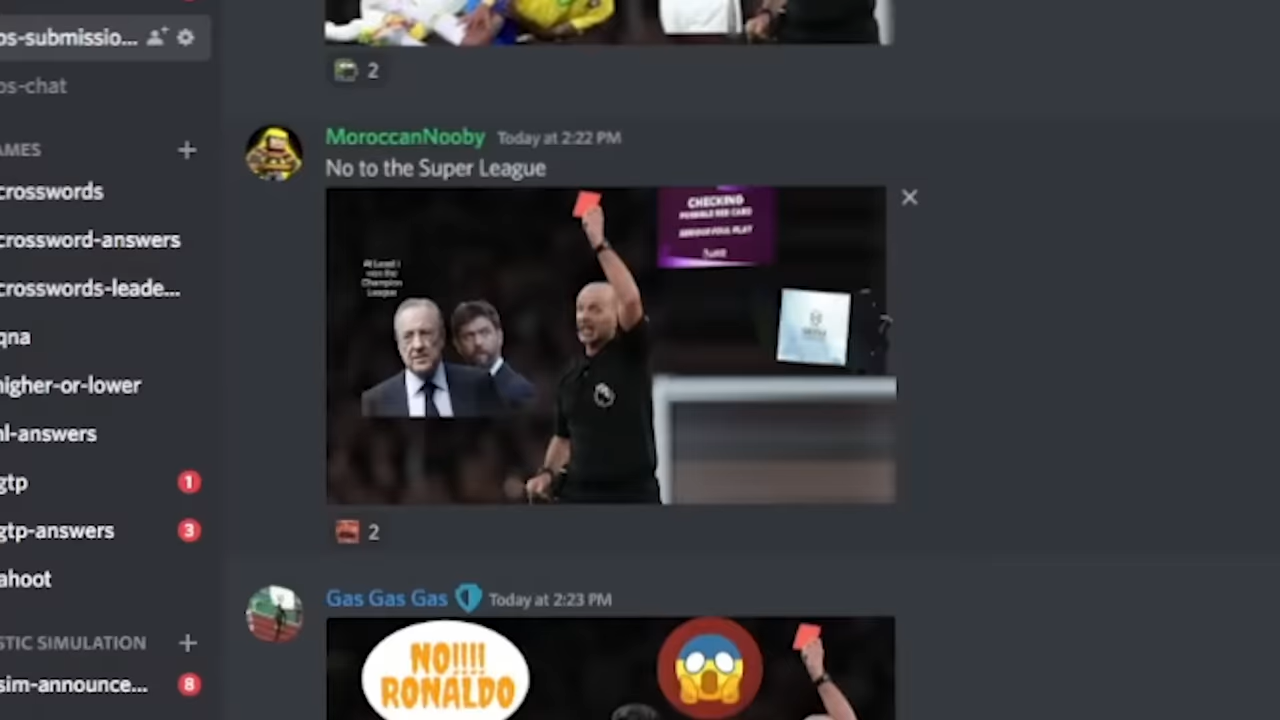 os-submissio...
os-chat
AMES
crosswords
crossword-answers
crosswords-leade...
qna
higher-or-lower
hl-answers
gtp
1
gtp-answers
3
ahoot
STIC SIMULATION
sim-announce...
8
2
MoroccanNooby Today at 2:22 PM
No to the Super League
CHECKING
POSSIBLE RED CARD
SERIOUS FOUL PLAY
At Least I
won the
Champion
League
2
Gas Gas Gas Today at 2:23 PM
NO!!!!
RONALDO